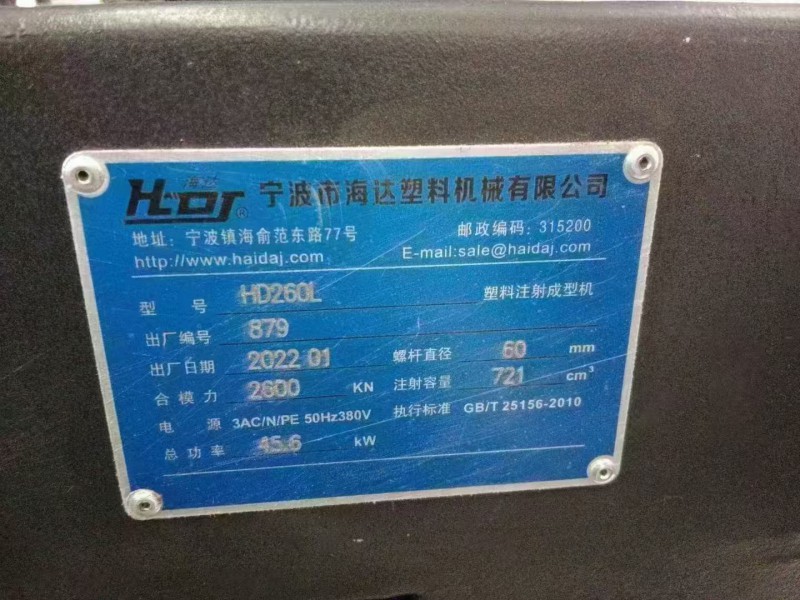 海达
HDJ® 宁波市海达塑料机械有限公司
地址: 宁波镇海俞范东路77号 邮政编码: 315200
http://www.haidaj.com E-mail:sale@haidaj.com
型 号 HD260L 塑料注射成型机
出厂编号 879
出厂日期 2022 01 螺杆直径 60 mm
合模力 2600 KN 注射容量 721 cm³
电 源 3AC/N/PE 50Hz380V 执行标准 GB/T 25156-2010
总功率 45.6 kW